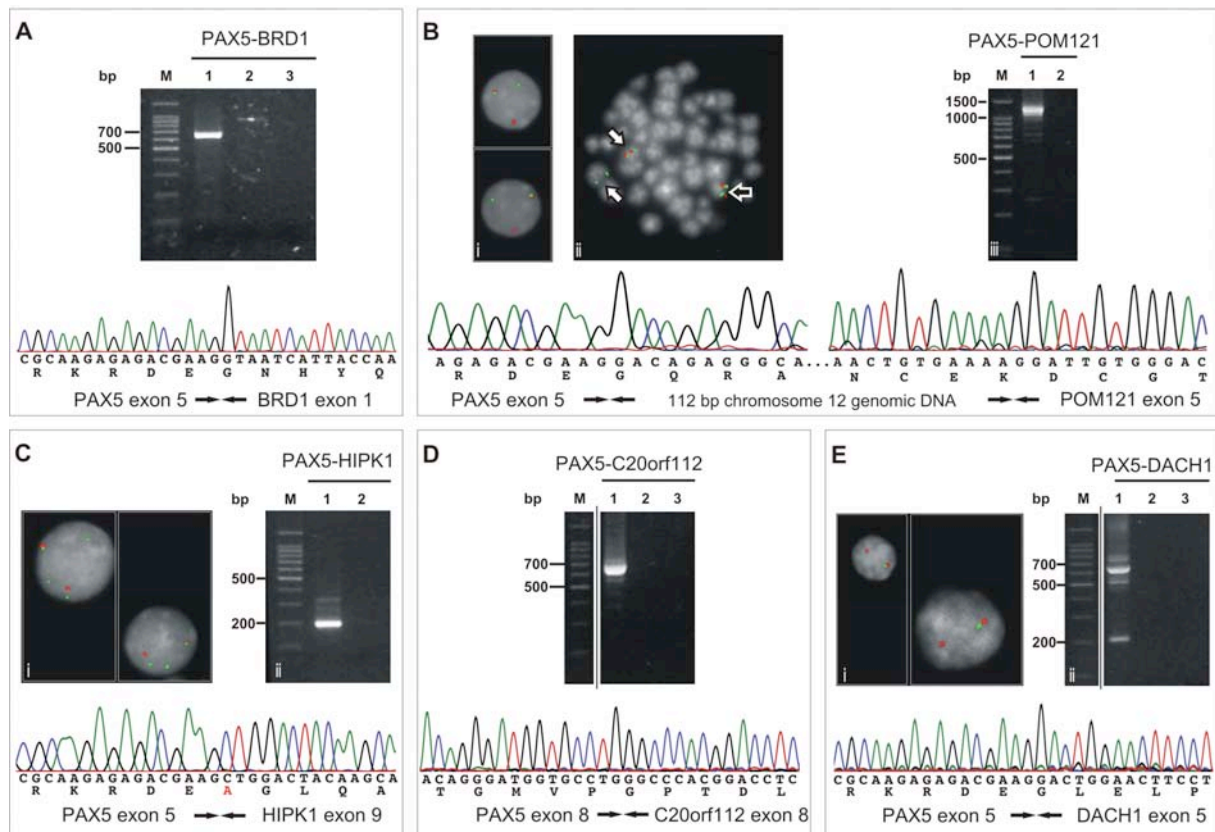 A
PAX5-BRD1
bp M 1 2 3
700
500
CGCAAGAGAGACGAAGGTAATCATTACCAA
R K R D E G N H Y Q
PAX5 exon 5 BRD1 exon 1
B
i
ii
PAX5-POM121
bp M 1 2
1500
1000
500
iii
AGAGACGAAGGACAGAGGGCA...AACTGTGAAAAGGATTGTGGGAC
R D E G Q R A N C E K D C G T
PAX5 exon 5 112 bp chromosome 12 genomic DNA POM121 exon 5
C
i
PAX5-HIPK1
bp M 1 2
500
200
ii
CGCAAGAGAGACGAAGCTGGACTACAAGCA
R K R D E A G L Q A
PAX5 exon 5 HIPK1 exon 9
D
PAX5-C20orf112
bp M 1 2 3
700
500
ACAGGGATGGTGCCTGGGCCCACGGACCTC
T G M V P G P T D L
PAX5 exon 8 C20orf112 exon 8
E
i
PAX5-DACH1
bp M 1 2 3
700
500
200
ii
CGCAAGAGAGACGAAGGACTGGAACTTCCT
R K R D E G L E L P
PAX5 exon 5 DACH1 exon 5